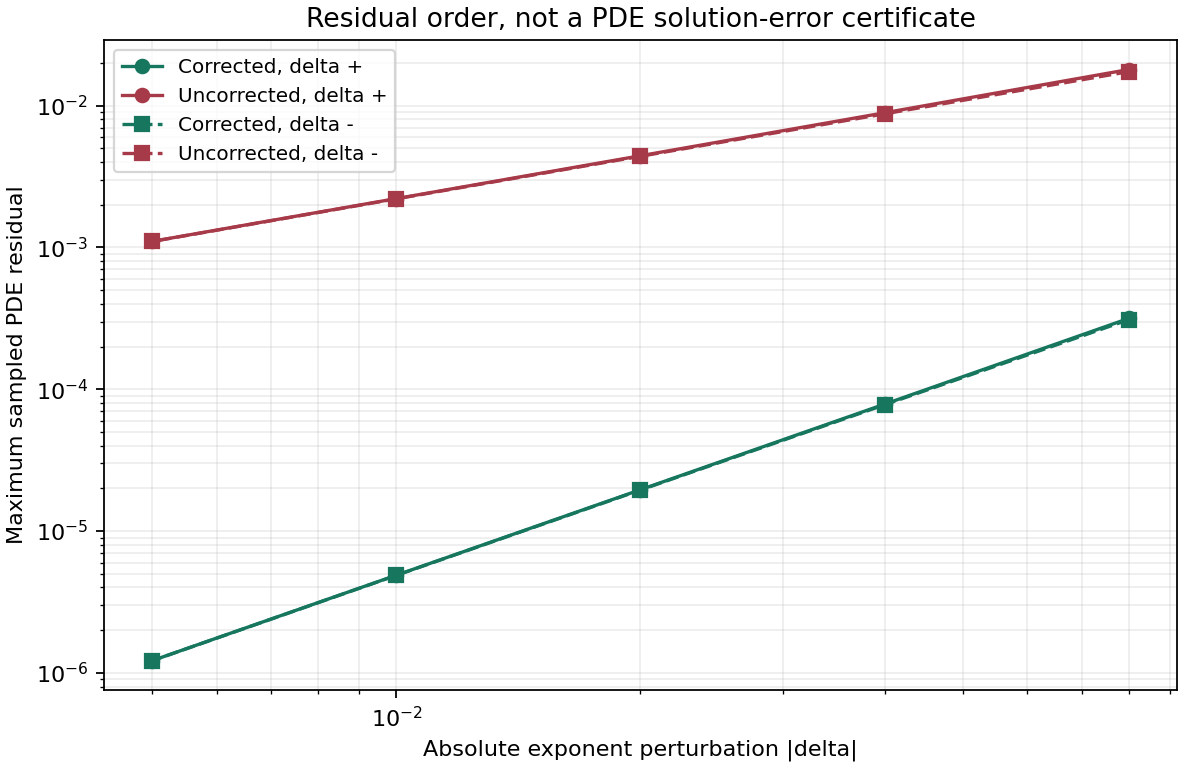 Residual order, not a PDE solution-error certificate
Corrected, delta +
Uncorrected, delta +
Corrected, delta -
Uncorrected, delta -
Maximum sampled PDE residual
10⁻²
10⁻³
10⁻⁴
10⁻⁵
10⁻⁶
10⁻²
Absolute exponent perturbation |delta|